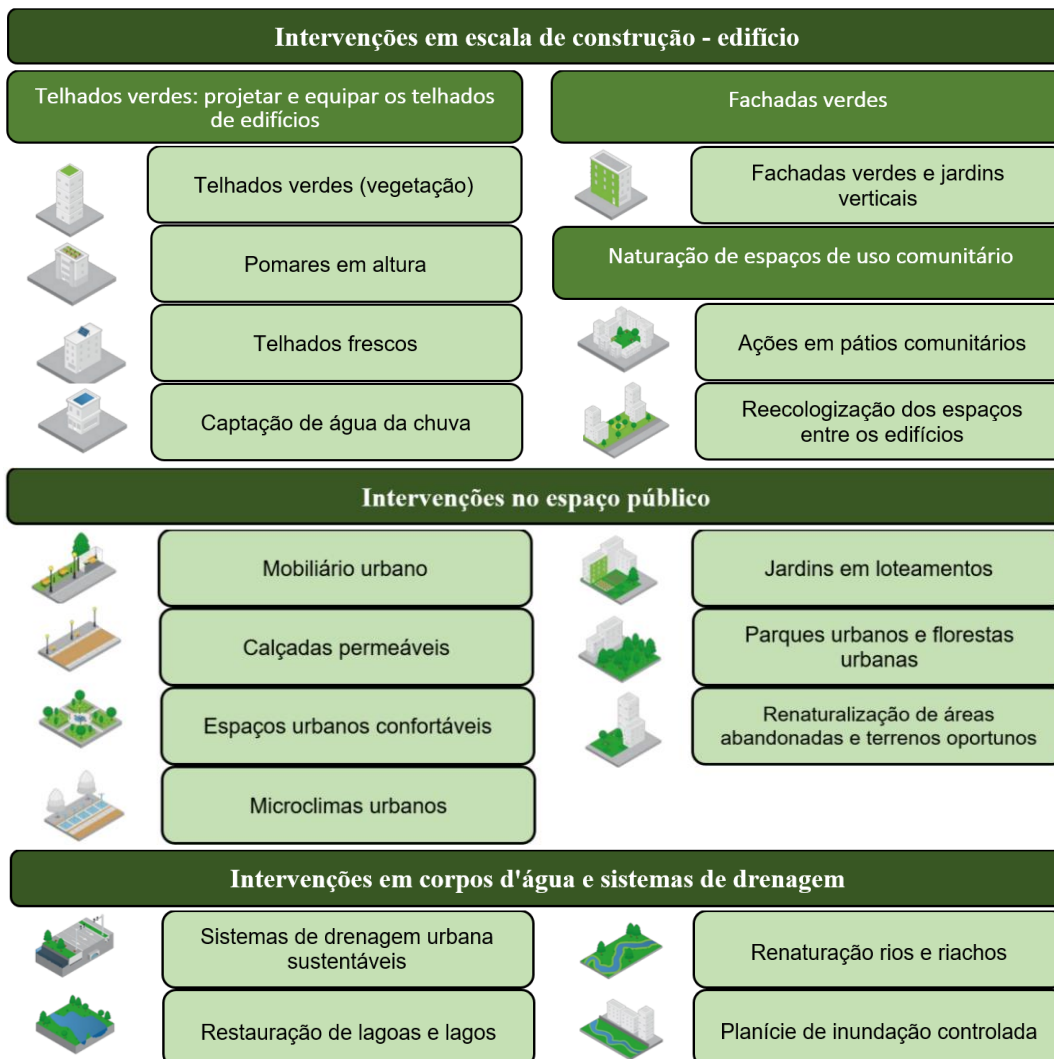 Intervenções em escala de construção - edifício
Telhados verdes: projetar e equipar os telhados
de edifícios
Telhados verdes (vegetação)
Pomares em altura
Telhados frescos
Captação de água da chuva
Fachadas verdes
Fachadas verdes e jardins
verticais
Naturação de espaços de uso comunitário
Ações em pátios comunitários
Reecologização dos espaços
entre os edifícios
Intervenções no espaço público
Mobiliário urbano
Calçadas permeáveis
Espaços urbanos confortáveis
Microclimas urbanos
Jardins em loteamentos
Parques urbanos e florestas
urbanas
Renaturalização de áreas
abandonadas e terrenos oportunos
Intervenções em corpos d'água e sistemas de drenagem
Sistemas de drenagem urbana
sustentáveis
Restauração de lagoas e lagos
Renaturação rios e riachos
Planície de inundação controlada